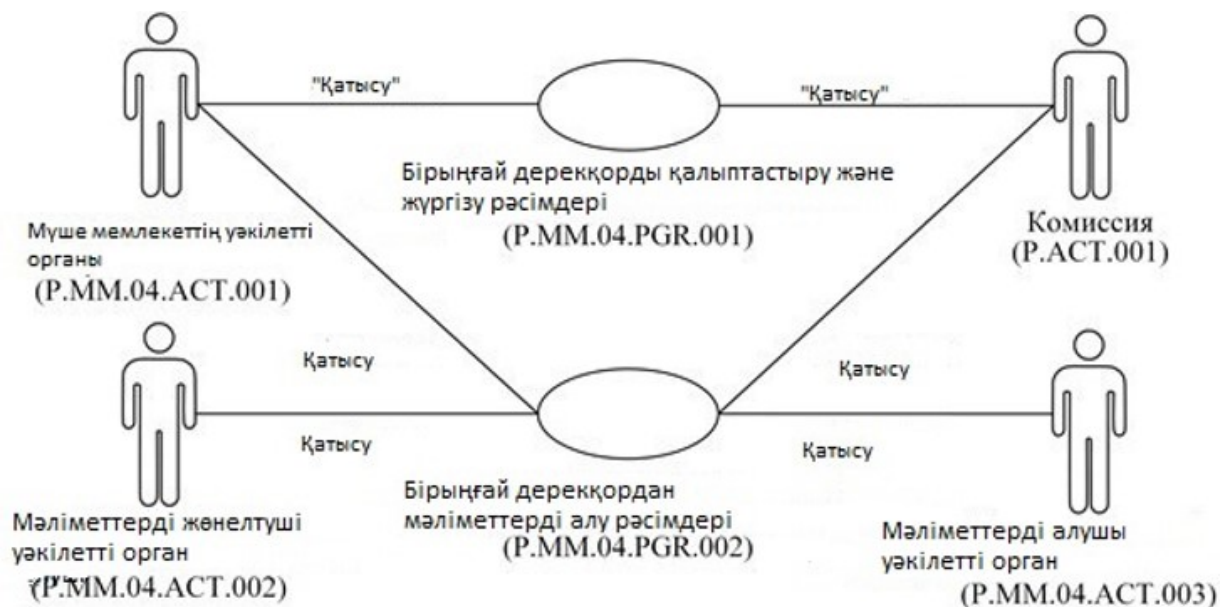 "Қатысу"
"Қатысу"
Бірыңғай дерекқорды қалыптастыру және
жүргізу рәсімдері
(P.MM.04.PGR.001)
Мүше мемлекеттің уәкілетті
органы
(P.MM.04.ACT.001)
Комиссия
(P.ACT.001)
Қатысу
Қатысу
Қатысу
Қатысу
Бірыңғай дерекқордан
мәліметтерді алу рәсімдері
(P.MM.04.PGR.002)
Мәліметтерді жөнелтуші
уәкілетті орган
(P.MM.04.ACT.002)
Мәліметтерді алушы
уәкілетті орган
(P.MM.04.ACT.003)